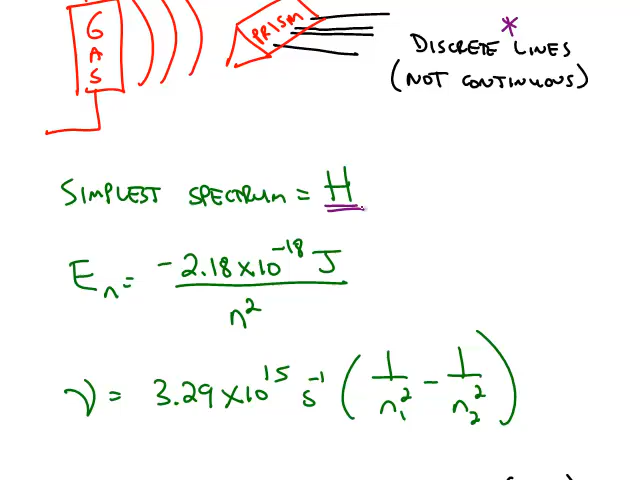 GAS
PRISM
*
DISCRETE LINES
(NOT CONTINUOUS)
SIMPLEST SPECTRUM = H
Eₙ = -2.18×10⁻¹⁸ J / n²
ν = 3.29×10¹⁵ s⁻¹ (1/n₁² - 1/n₂²)